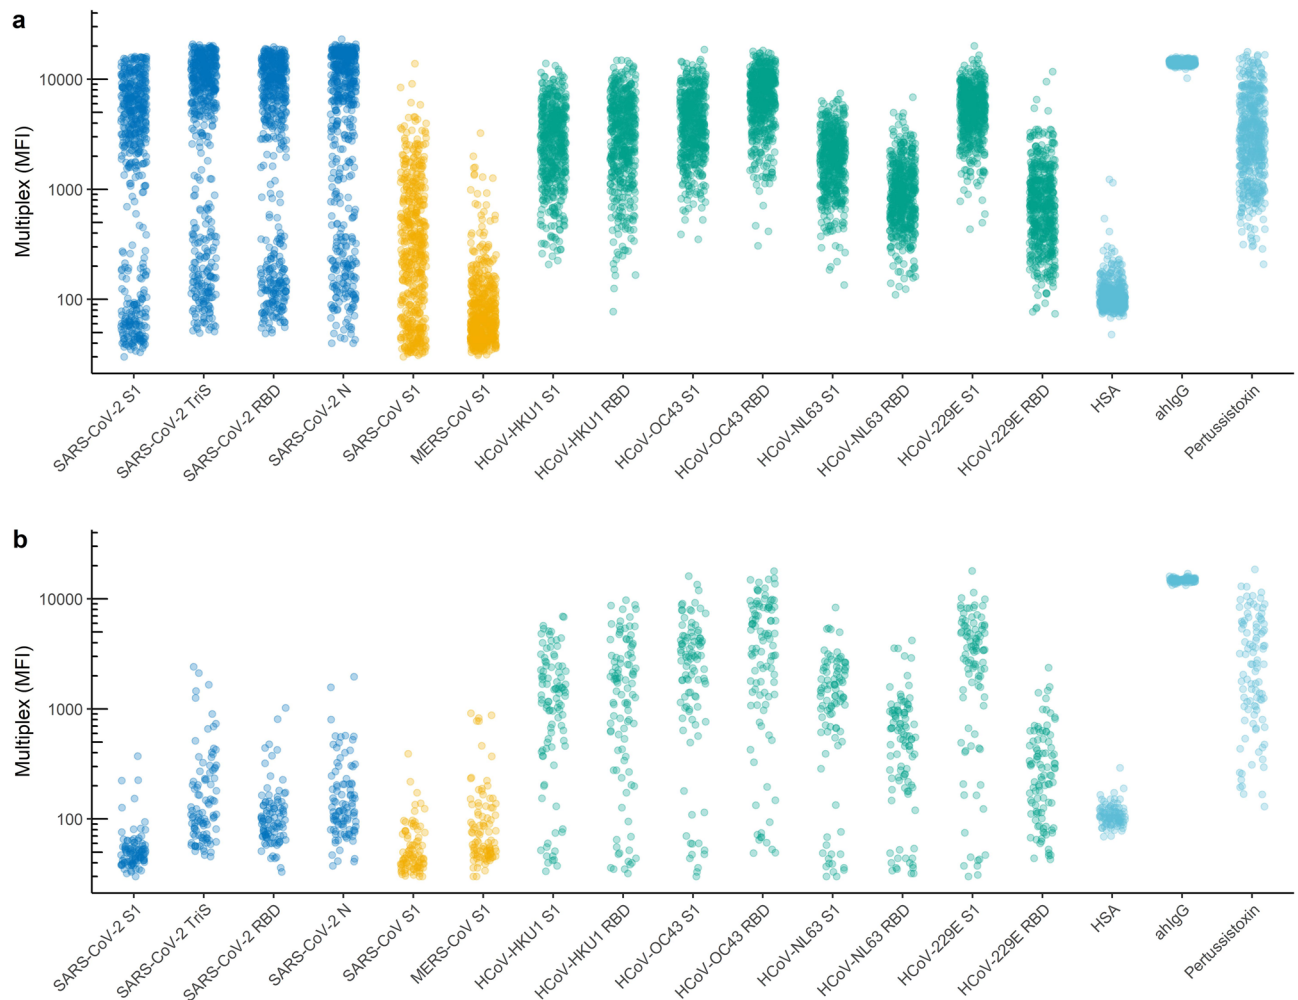 a
Multiplex (MFI)
10000
1000
100
SARS-CoV-2 S1
SARS-CoV-2 TriS
SARS-CoV-2 RBD
SARS-CoV-2 N
SARS-CoV S1
MERS-CoV S1
HCoV-HKU1 S1
HCoV-HKU1 RBD
HCoV-OC43 S1
HCoV-OC43 RBD
HCoV-NL63 S1
HCoV-NL63 RBD
HCoV-229E S1
HCoV-229E RBD
HSA
ahIgG
Pertussistoxin
b
Multiplex (MFI)
10000
1000
100
SARS-CoV-2 S1
SARS-CoV-2 TriS
SARS-CoV-2 RBD
SARS-CoV-2 N
SARS-CoV S1
MERS-CoV S1
HCoV-HKU1 S1
HCoV-HKU1 RBD
HCoV-OC43 S1
HCoV-OC43 RBD
HCoV-NL63 S1
HCoV-NL63 RBD
HCoV-229E S1
HCoV-229E RBD
HSA
ahIgG
Pertussistoxin